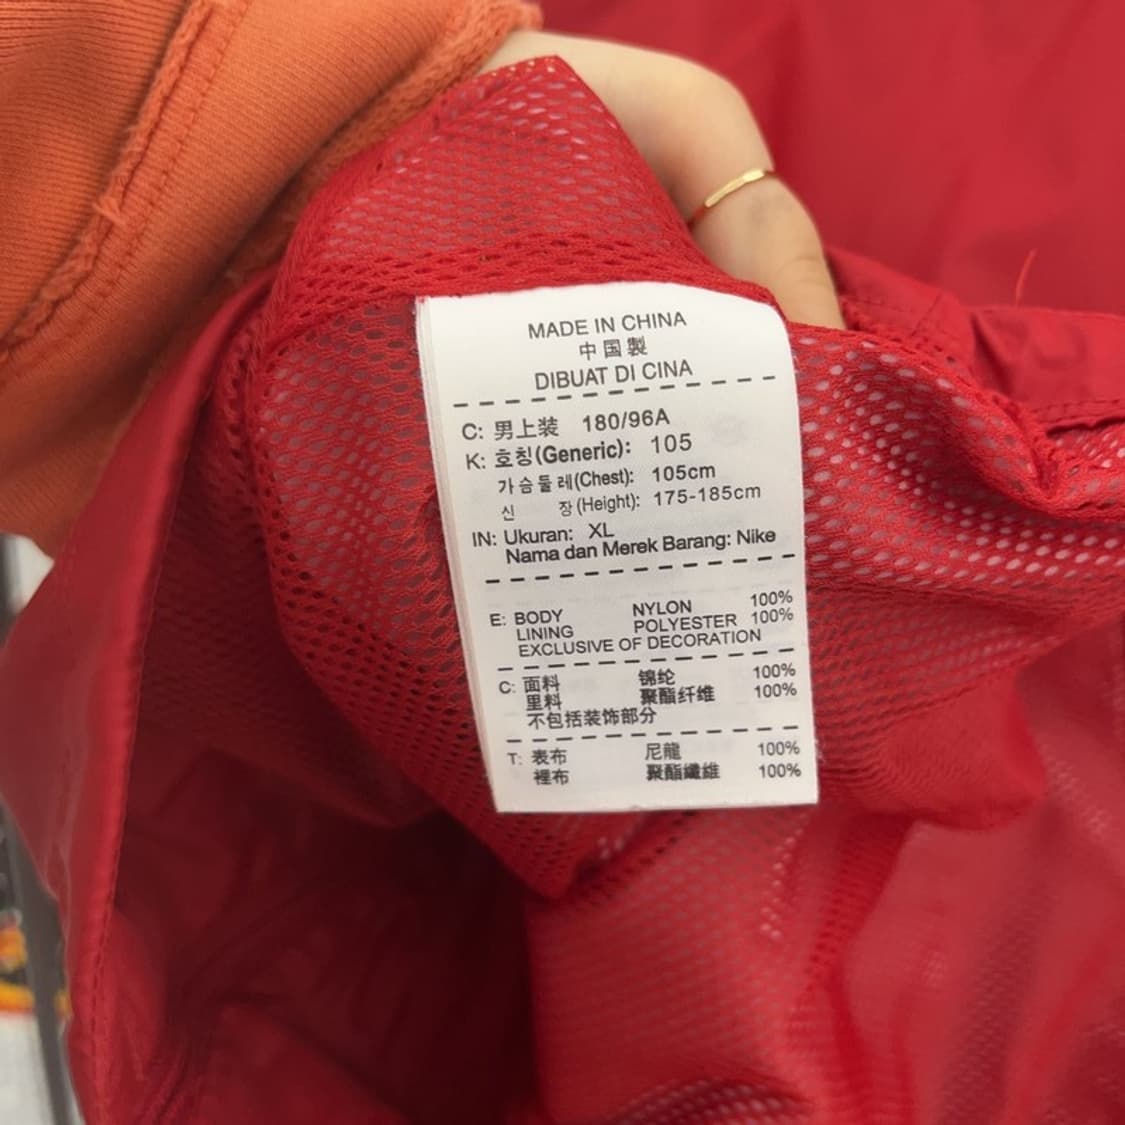 MADE IN CHINA
中国製
DIBUAT DI CINA
C: 男上装 180/96A
K: 호칭(Generic): 105
가슴둘레(Chest): 105cm
신 장(Height): 175-185cm
IN: Ukuran: XL
Nama dan Merek Barang: Nike
E: BODY NYLON 100%
LINING POLYESTER 100%
EXCLUSIVE OF DECORATION
C: 面料 锦纶 100%
里料 聚酯纤维 100%
不包括装饰部分
T: 表布 尼龍 100%
裡布 聚酯纖維 100%